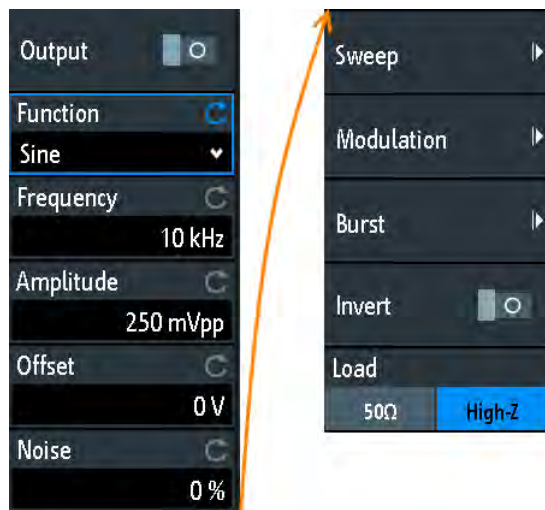 Output
Function
Sine
Frequency
10 kHz
Amplitude
250 mVpp
Offset
0 V
Noise
0 %
Sweep
Modulation
Burst
Invert
Load
50Ω High-Z